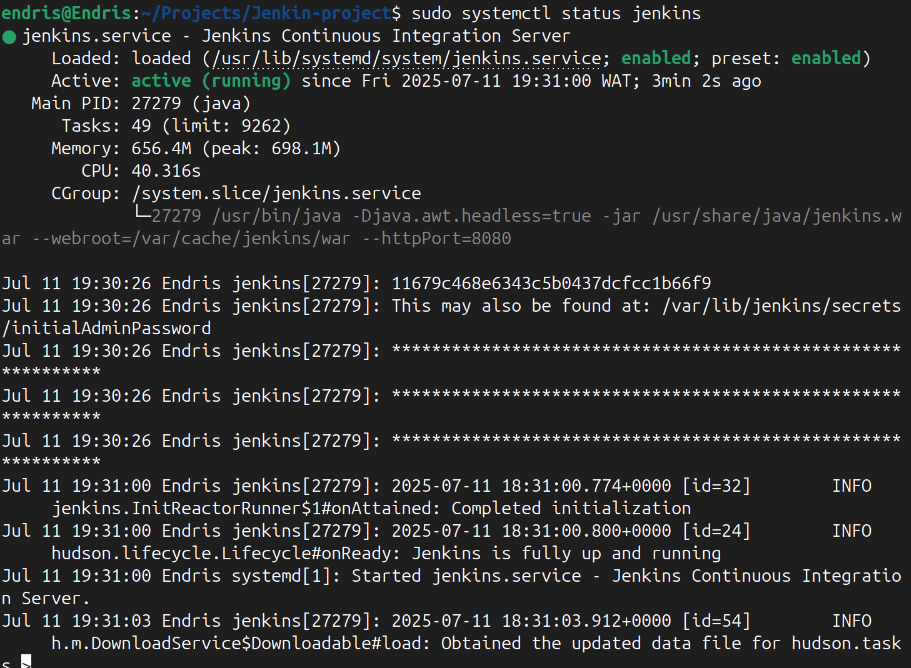 endris@Endris:~/Projects/Jenkin-project$ sudo systemctl status jenkins
● jenkins.service - Jenkins Continuous Integration Server
Loaded: loaded (/usr/lib/systemd/system/jenkins.service; enabled; preset: enabled)
Active: active (running) since Fri 2025-07-11 19:31:00 WAT; 3min 2s ago
Main PID: 27279 (java)
Tasks: 49 (limit: 9262)
Memory: 656.4M (peak: 698.1M)
CPU: 40.316s
CGroup: /system.slice/jenkins.service
└─27279 /usr/bin/java -Djava.awt.headless=true -jar /usr/share/java/jenkins.w
ar --webroot=/var/cache/jenkins/war --httpPort=8080
Jul 11 19:30:26 Endris jenkins[27279]: 11679c468e6343c5b0437dcfcc1b66f9
Jul 11 19:30:26 Endris jenkins[27279]: This may also be found at: /var/lib/jenkins/secrets
/initialAdminPassword
Jul 11 19:30:26 Endris jenkins[27279]: ***************************************************
**********
Jul 11 19:30:26 Endris jenkins[27279]: ***************************************************
**********
Jul 11 19:30:26 Endris jenkins[27279]: ***************************************************
**********
Jul 11 19:31:00 Endris jenkins[27279]: 2025-07-11 18:31:00.774+0000 [id=32]        INFO
jenkins.InitReactorRunner$1#onAttained: Completed initialization
Jul 11 19:31:00 Endris jenkins[27279]: 2025-07-11 18:31:00.800+0000 [id=24]        INFO
hudson.lifecycle.Lifecycle#onReady: Jenkins is fully up and running
Jul 11 19:31:00 Endris systemd[1]: Started jenkins.service - Jenkins Continuous Integratio
n Server.
Jul 11 19:31:03 Endris jenkins[27279]: 2025-07-11 18:31:03.912+0000 [id=54]        INFO
h.m.DownloadService$Downloadable#load: Obtained the updated data file for hudson.task
s >